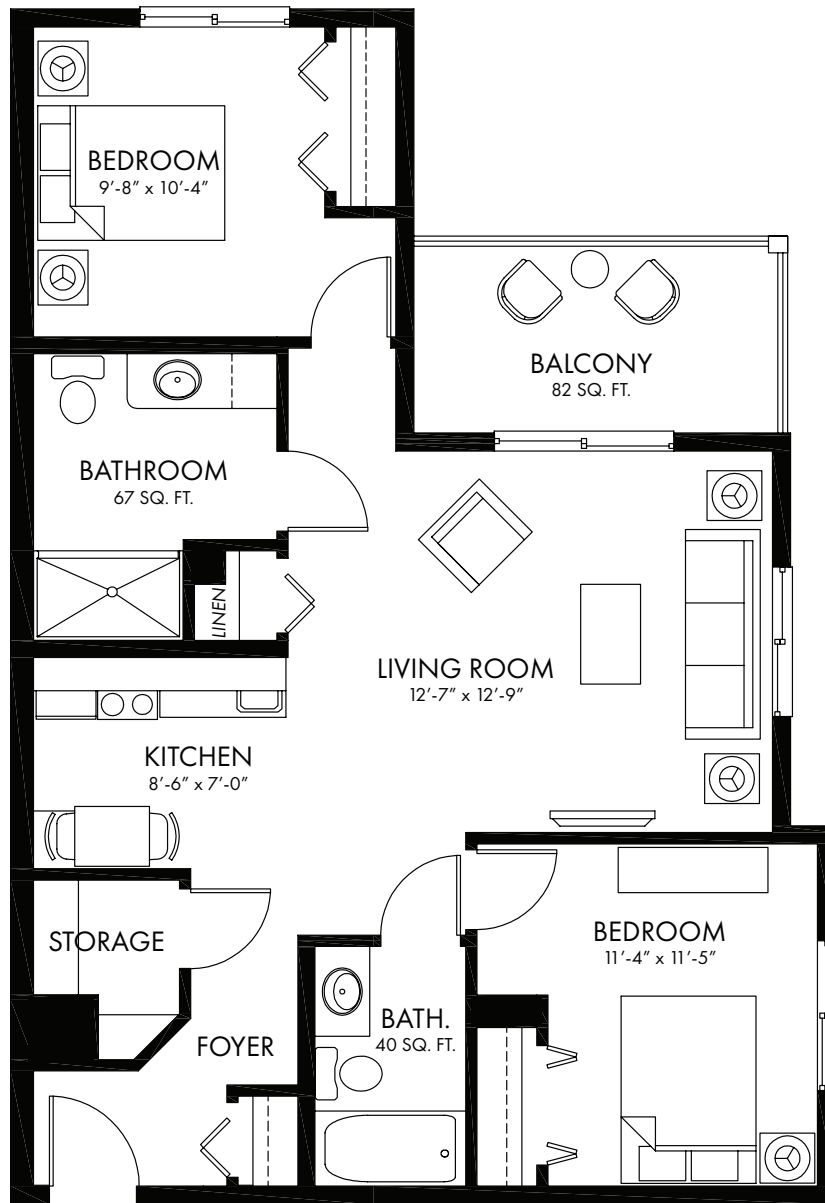 BEDROOM
9’-8” x 10’-4”
BALCONY
82 SQ. FT.
BATHROOM
67 SQ. FT.
LINEN
LIVING ROOM
12’-7” x 12’-9”
KITCHEN
8’-6” x 7’-0”
STORAGE
BEDROOM
11’-4” x 11’-5”
BATH.
40 SQ. FT.
FOYER